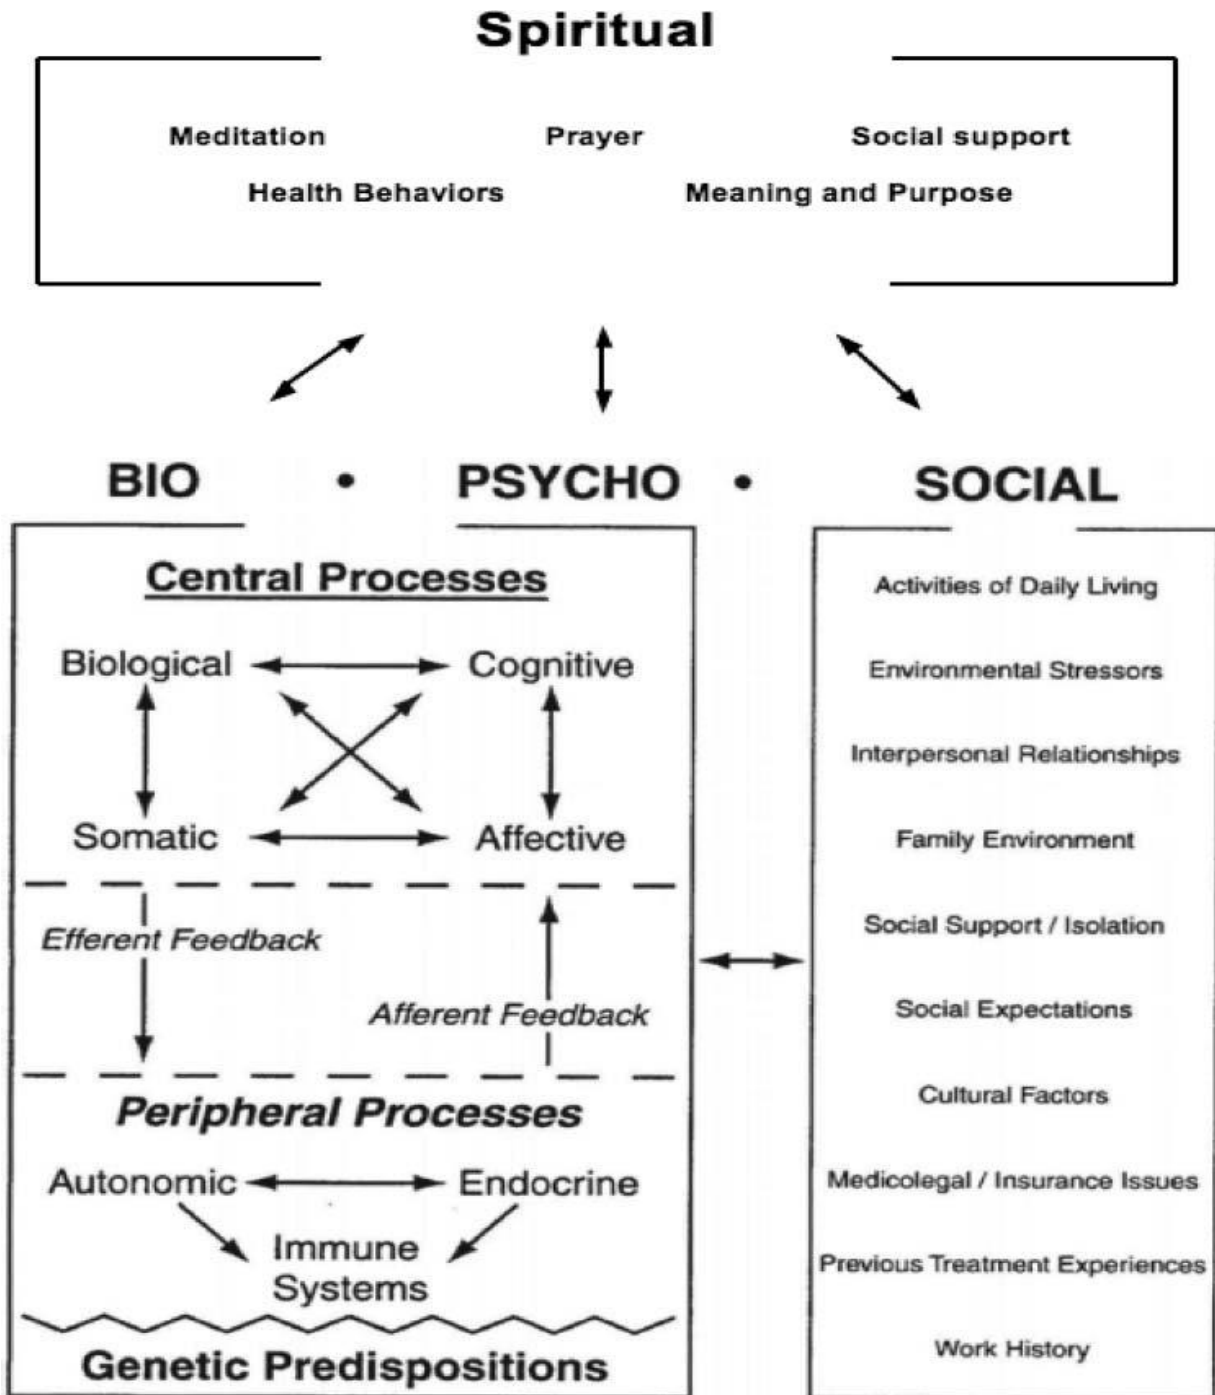 Spiritual
Meditation Prayer Social support
Health Behaviors Meaning and Purpose
BIO • PSYCHO • SOCIAL
Central Processes
Biological Cognitive
Somatic Affective
Efferent Feedback
Afferent Feedback
Peripheral Processes
Autonomic Endocrine
Immune
Systems
Genetic Predispositions
Activities of Daily Living
Environmental Stressors
Interpersonal Relationships
Family Environment
Social Support / Isolation
Social Expectations
Cultural Factors
Medicolegal / Insurance Issues
Previous Treatment Experiences
Work History